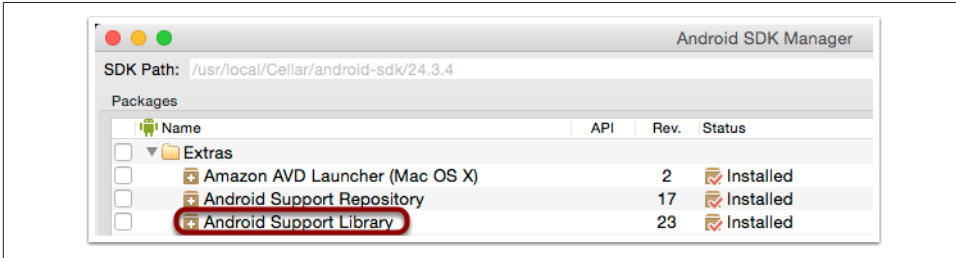 Android SDK Manager
SDK Path: /usr/local/Cellar/android-sdk/24.3.4
Packages
Name API Rev. Status
Extras
Amazon AVD Launcher (Mac OS X) 2 Installed
Android Support Repository 17 Installed
Android Support Library 23 Installed